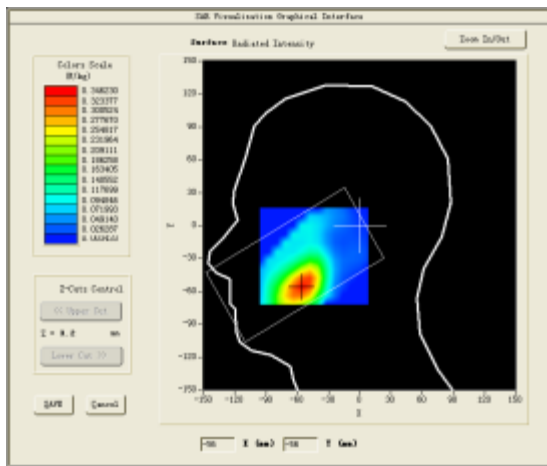 SAR Visualisation Graphical Interface
Surface Radiated Intensity
Zoom In/Out
Colors Scale
(W/kg)
0.346230
0.323377
0.300524
0.277670
0.254817
0.231964
0.209111
0.186258
0.163405
0.140552
0.117699
0.094846
0.071993
0.049140
0.026287
150
120
90
60
30
0
-30
-60
-90
-120
-150
Y
-150 -120 -90 -60 -30 0 30 60 90 120 150
X
Z-Cuts Control
<< Upper Cut
Z = 0.2 mm
Lower Cut >>
SAVE Cancel
-56 X (mm) -56 Y (mm)